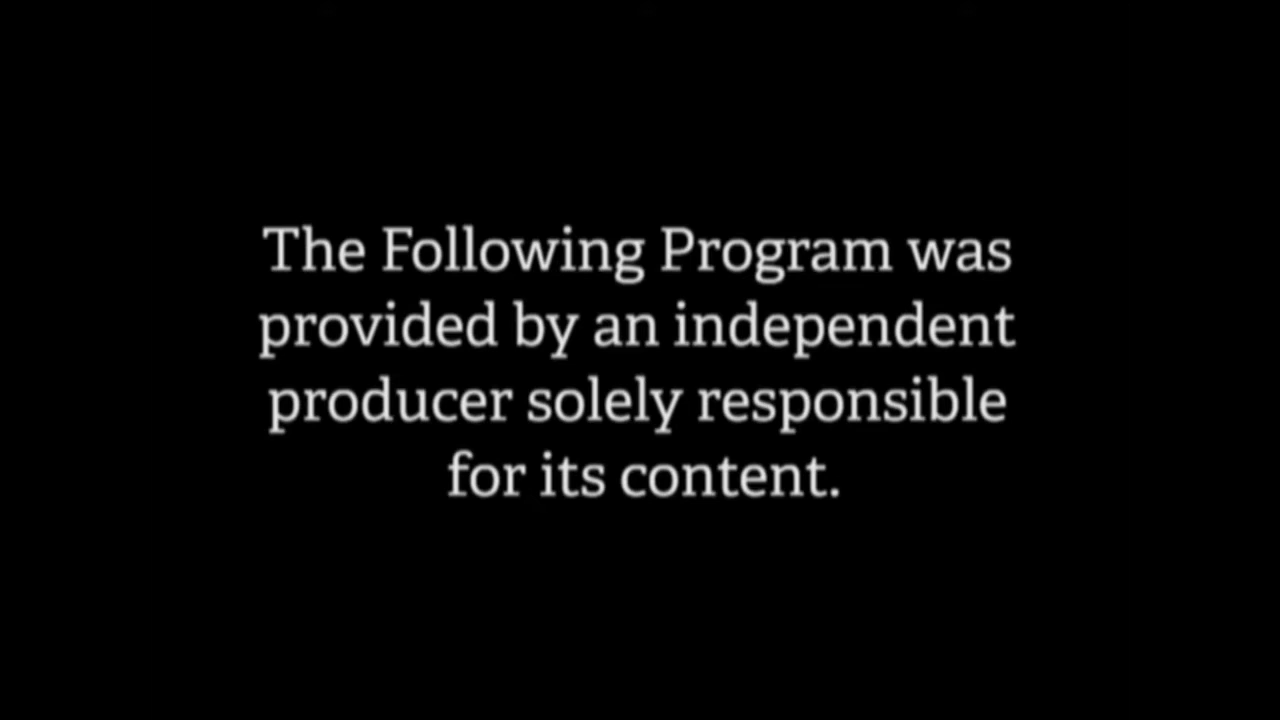 The Following Program was
provided by an independent
producer solely responsible
for its content.